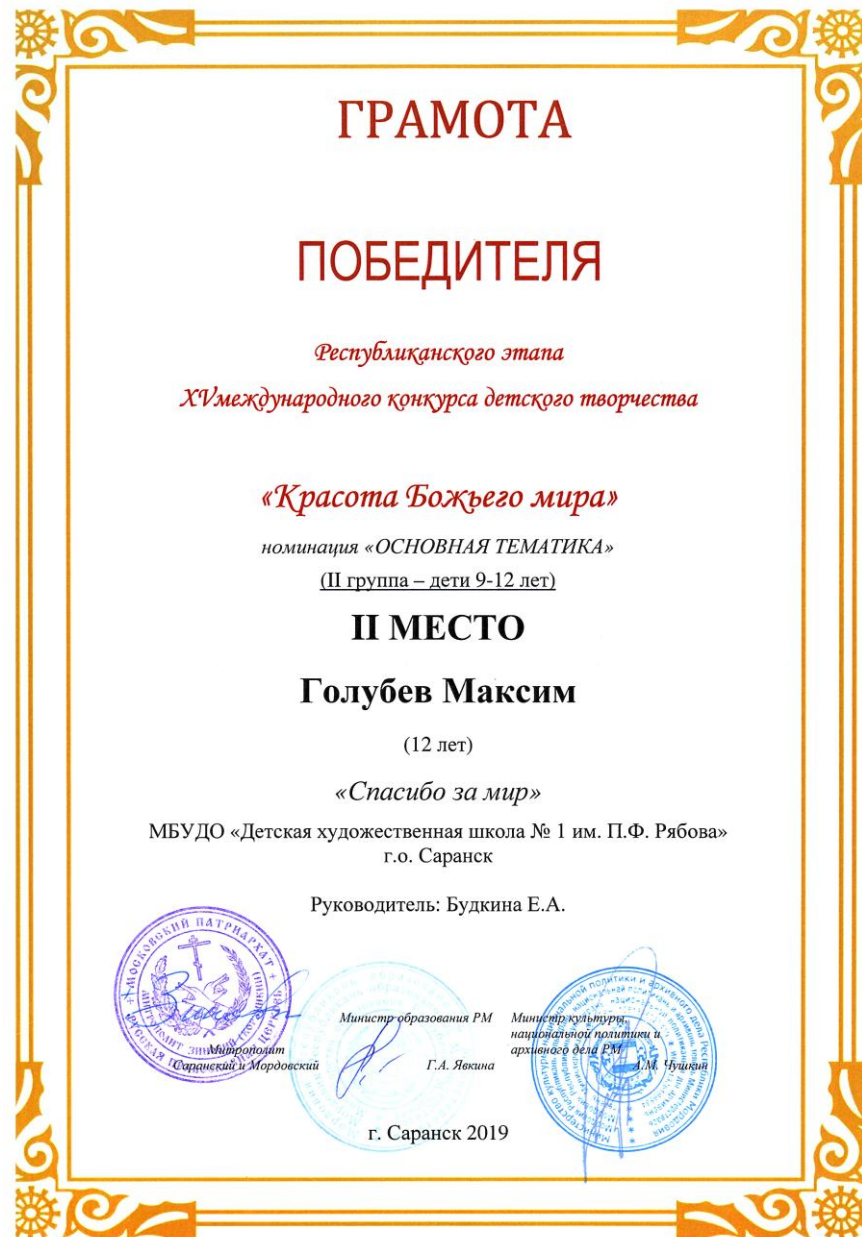 ГРАМОТА
ПОБЕДИТЕЛЯ
Республиканского этапа
XVмеждународного конкурса детского творчества
«Красота Божьего мира»
номинация «ОСНОВНАЯ ТЕМАТИКА»
(II группа – дети 9-12 лет)
II МЕСТО
Голубев Максим
(12 лет)
«Спасибо за мир»
МБУДО «Детская художественная школа № 1 им. П.Ф. Рябова»
г.о. Саранск
Руководитель: Будкина Е.А.
МОСКОВСКИЙ ПАТРИАРХАТ
Митрополит
Саранский и Мордовский
Министр образования РМ
Г.А. Явкина
Министр культуры,
национальной политики и
архивного дела РМ
А.М. Чушкин
г. Саранск 2019